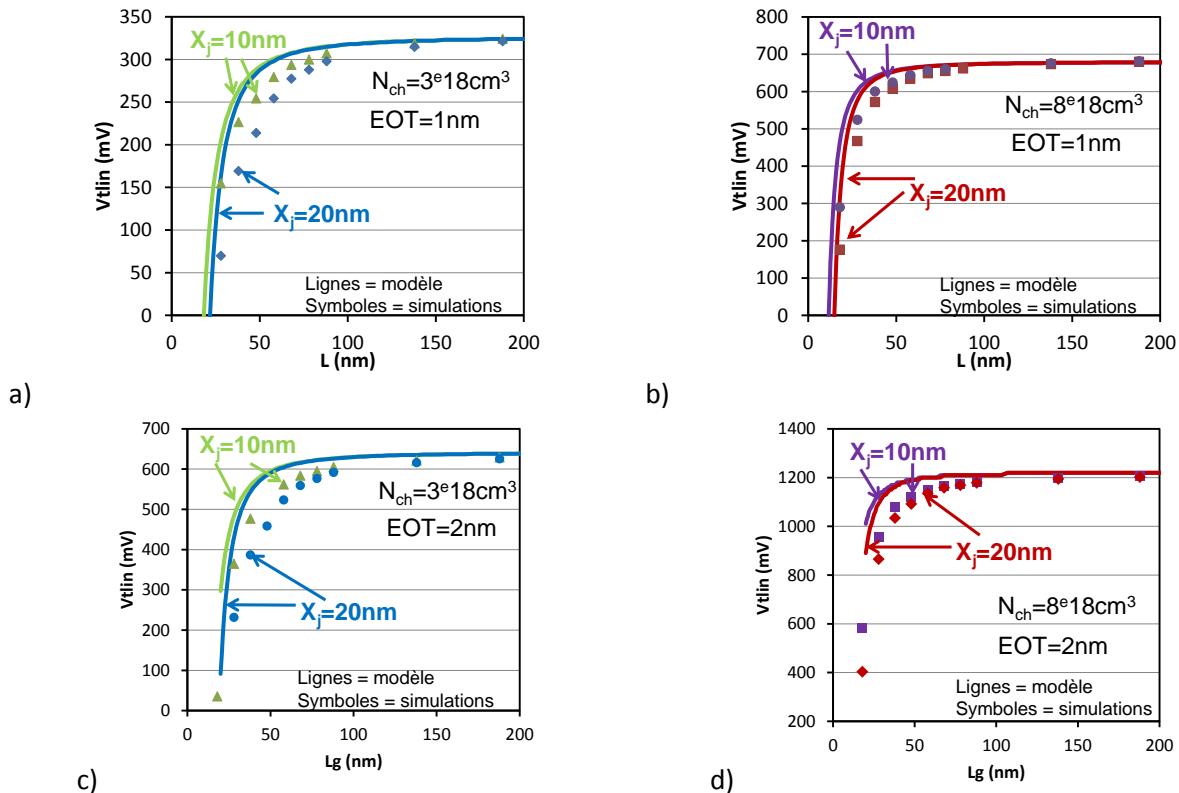 350
300
250
200
150
100
50
0
Vtlin (mV)
0 50 100 150 200
L (nm)
Xj=10nm
Nch=3e18cm3
EOT=1nm
Xj=20nm
Lignes = modèle
Symboles = simulations
a)
800
700
600
500
400
300
200
100
0
Vtlin (mV)
0 50 100 150 200
L (nm)
Xj=10nm
Nch=8e18cm3
EOT=1nm
Xj=20nm
Lignes = modèle
Symboles = simulations
b)
700
600
500
400
300
200
100
0
Vtlin (mV)
0 50 100 150 200
Lg (nm)
Xj=10nm
Nch=3e18cm3
EOT=2nm
Xj=20nm
Lignes = modèle
Symboles = simulations
c)
1400
1200
1000
800
600
400
200
Vtlin (mV)
0 50 100 150 200
Lg (nm)
Xj=10nm
Xj=20nm
Nch=8e18cm3
EOT=2nm
Lignes = modèle
Symboles = simulations
d)